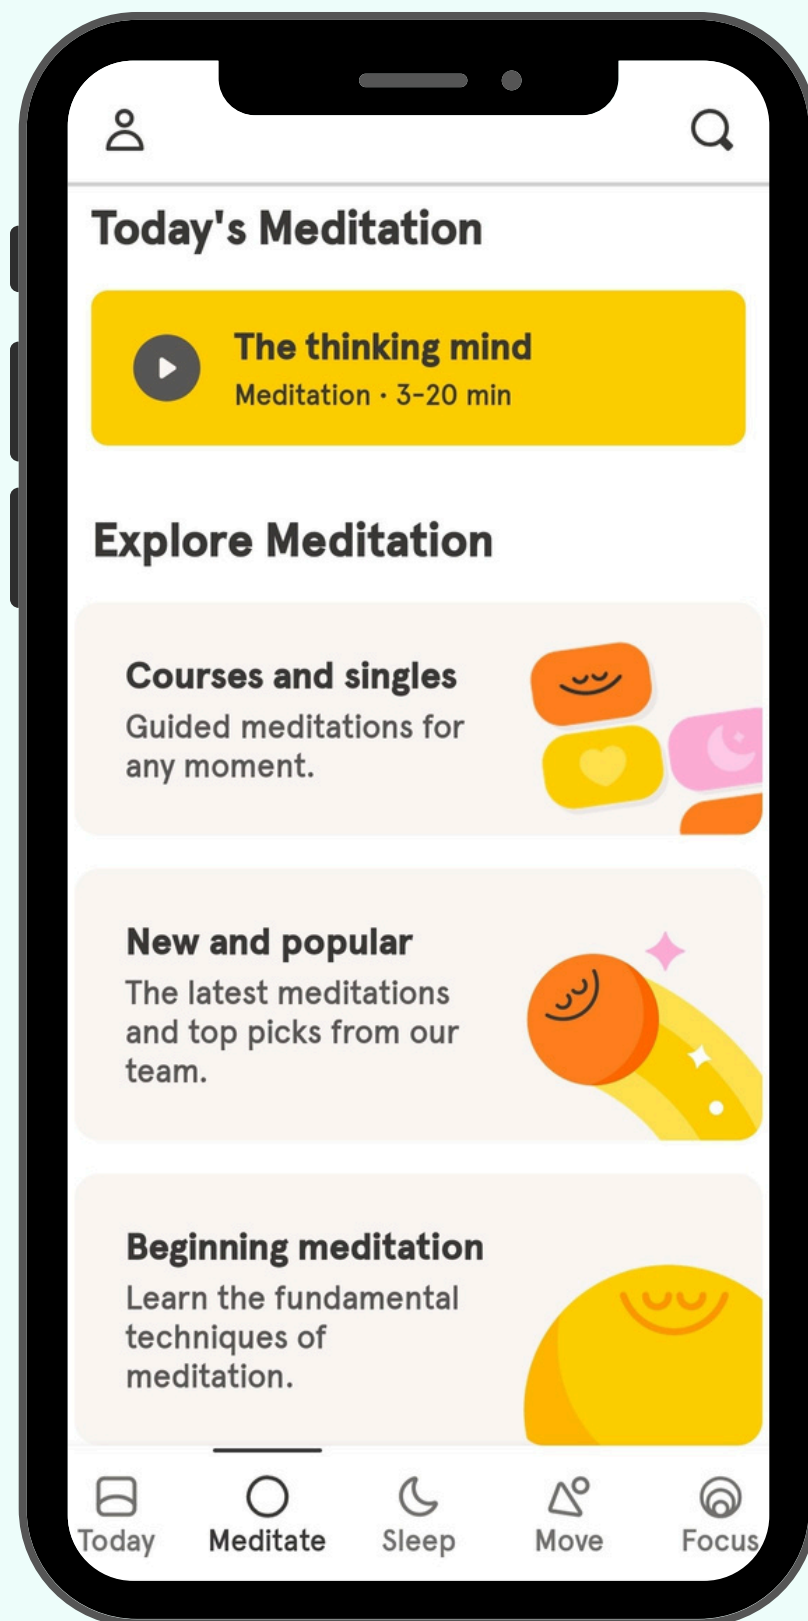 Today's Meditation
The thinking mind
Meditation · 3-20 min
Explore Meditation
Courses and singles
Guided meditations for
any moment.
New and popular
The latest meditations
and top picks from our
team.
Beginning meditation
Learn the fundamental
techniques of
meditation.
Today Meditate Sleep Move Focus